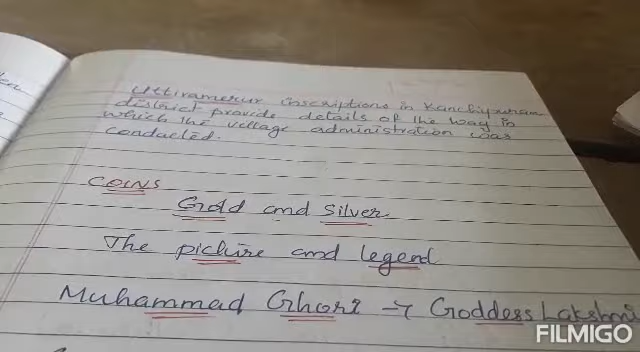 Uttiramerur inscriptions in Kanchipuram
district provide details of the way in
which the village administration was
conducted.
COINS
Gold and Silver
The picture and legend
Muhammad Ghori → Goddess Lakshmi
FILMIGO